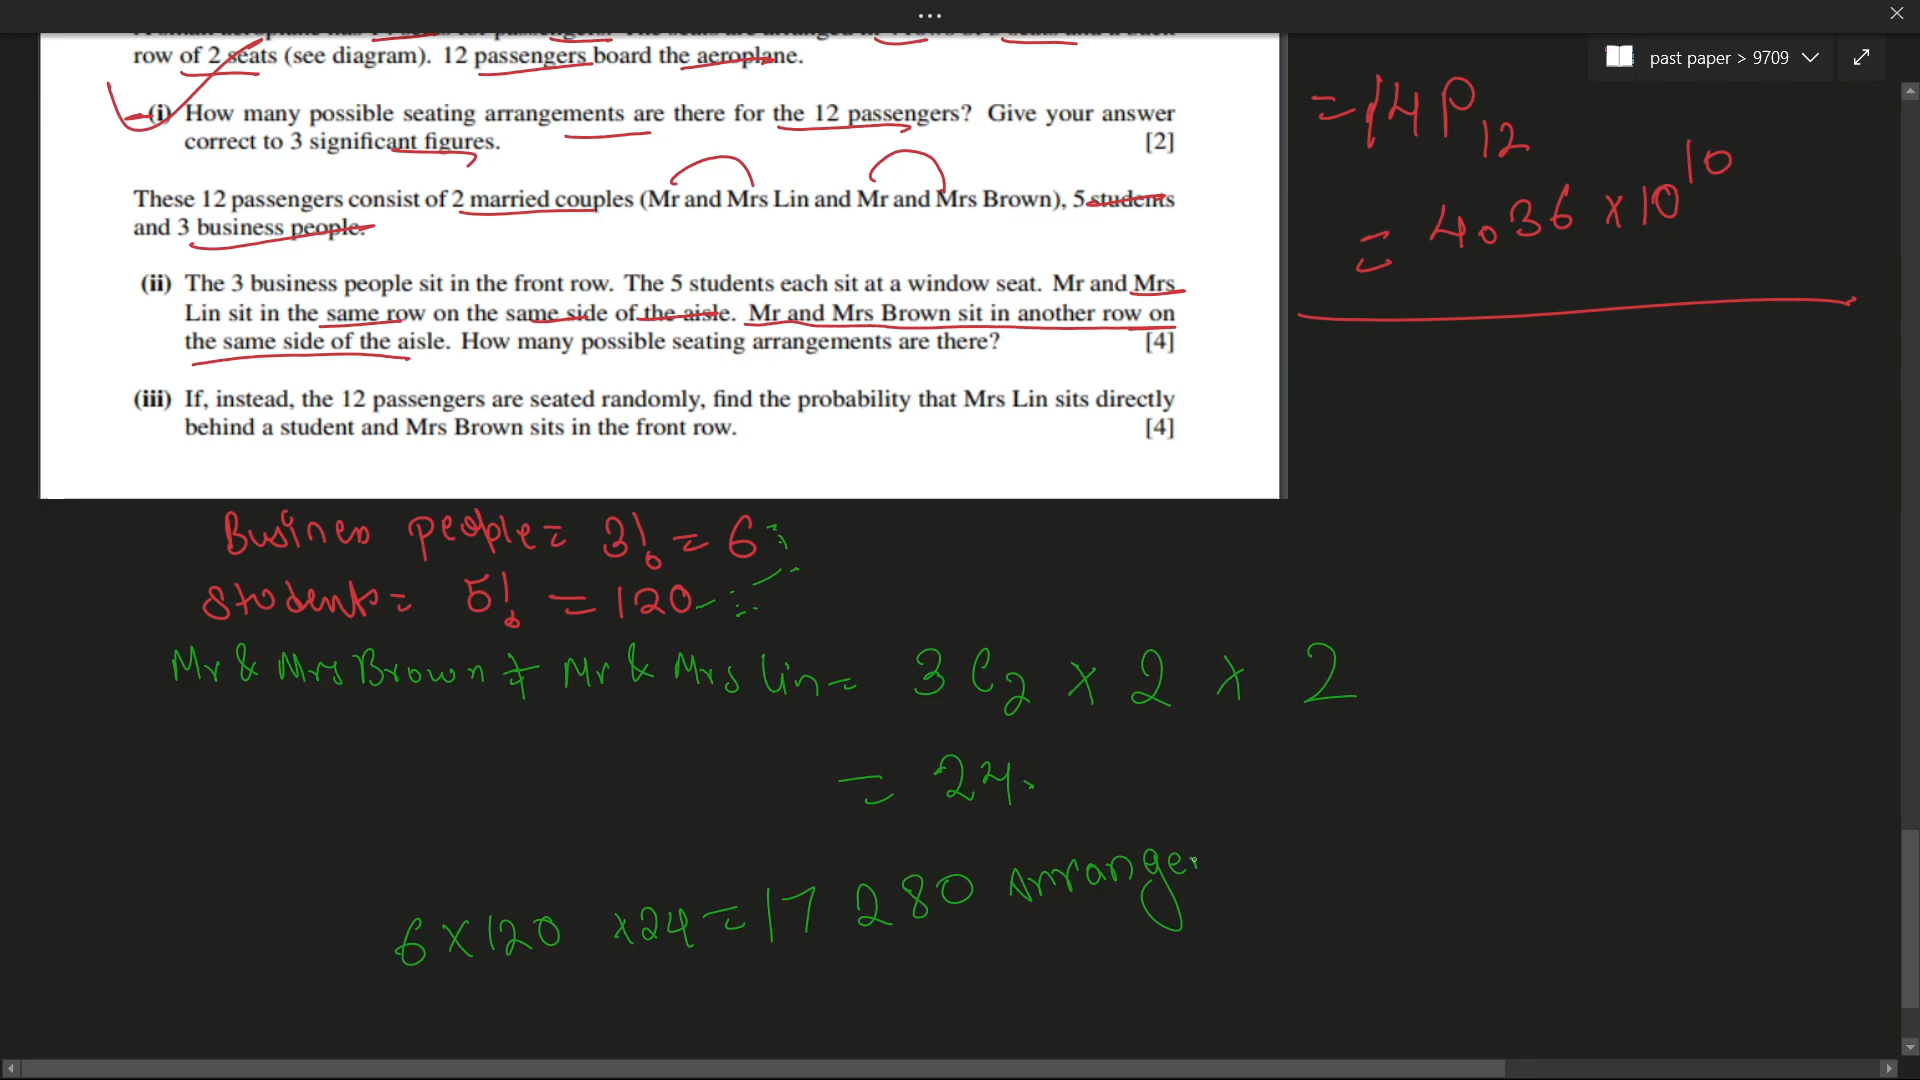 past paper > 9709
row of 2 seats (see diagram). 12 passengers board the aeroplane.
(i) How many possible seating arrangements are there for the 12 passengers? Give your answer
correct to 3 significant figures. [2]
These 12 passengers consist of 2 married couples (Mr and Mrs Lin and Mr and Mrs Brown), 5 students
and 3 business people.
(ii) The 3 business people sit in the front row. The 5 students each sit at a window seat. Mr and Mrs
Lin sit in the same row on the same side of the aisle. Mr and Mrs Brown sit in another row on
the same side of the aisle. How many possible seating arrangements are there? [4]
(iii) If, instead, the 12 passengers are seated randomly, find the probability that Mrs Lin sits directly
behind a student and Mrs Brown sits in the front row. [4]
= 14 P 12
= 4.36 × 10^10
Busines people = 3! = 6
Students = 5! = 120
Mr & Mrs Brown + Mr & Mrs Lin = 3C2 × 2 × 2
= 24.
6 × 120 × 24 = 17 280 Arranger